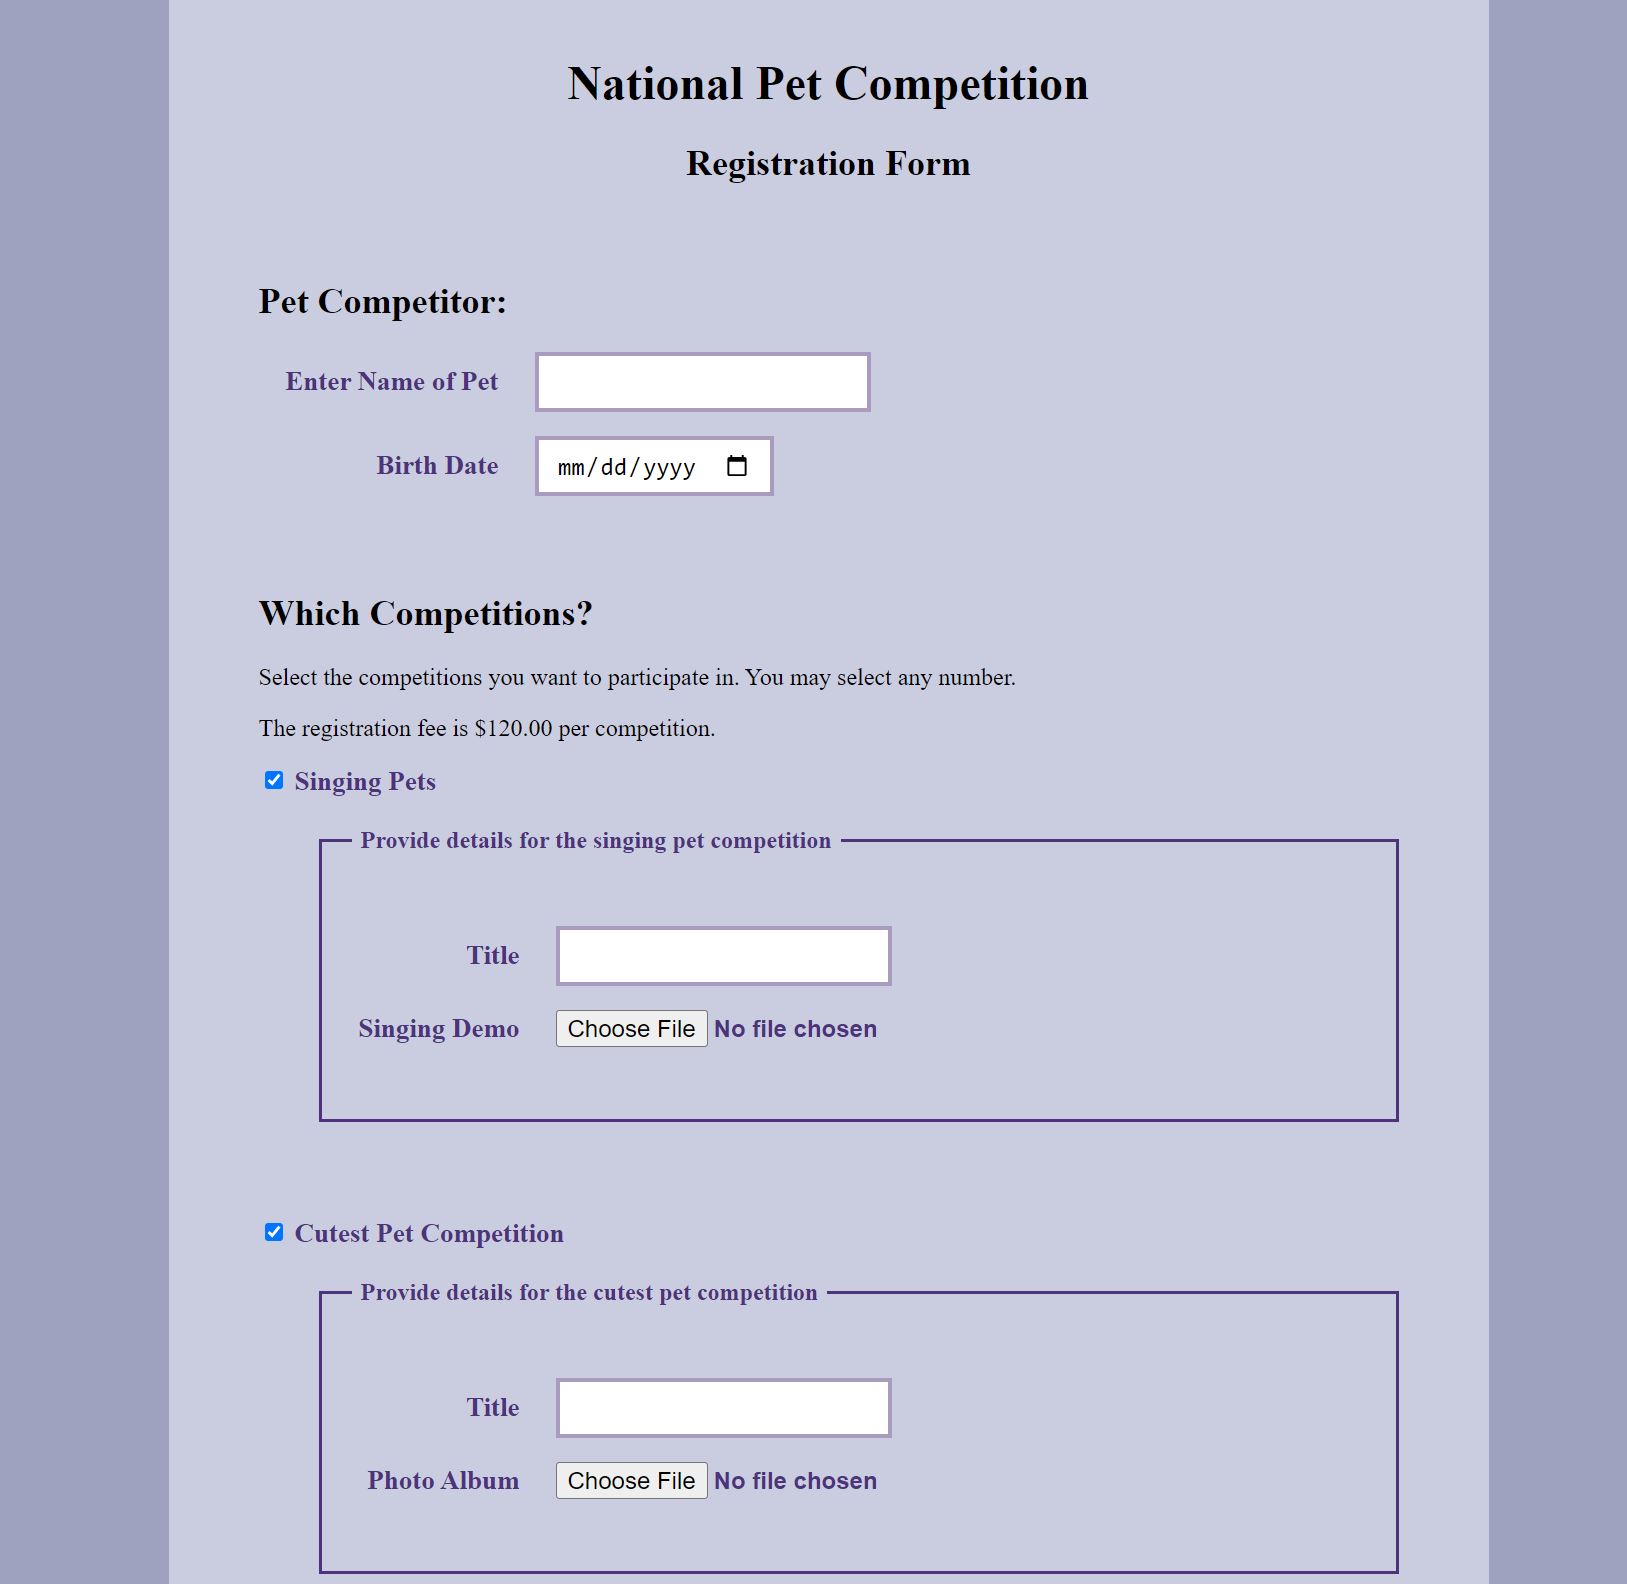 National Pet Competition
Registration Form
Pet Competitor:
Enter Name of Pet
Birth Date mm/dd/yyyy
Which Competitions?
Select the competitions you want to participate in. You may select any number.
The registration fee is $120.00 per competition.
Singing Pets
Provide details for the singing pet competition
Title
Singing Demo Choose File No file chosen
Cutest Pet Competition
Provide details for the cutest pet competition
Title
Photo Album Choose File No file chosen